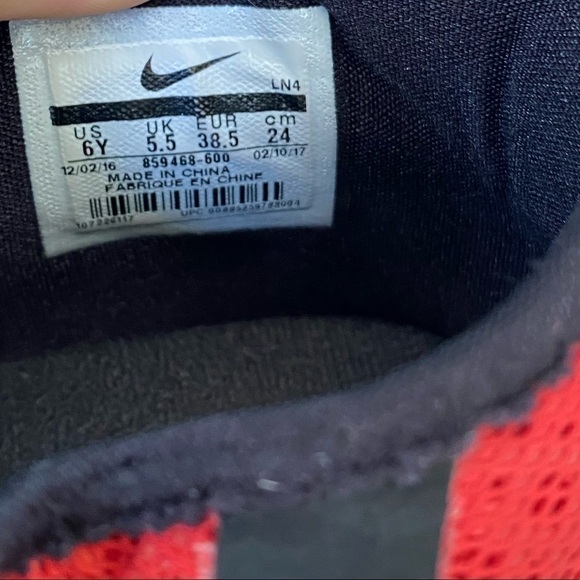 LN4
US UK EUR cm
6Y 5.5 38.5 24
12/02/16 859468-600 02/10/17
MADE IN CHINA
FABRIQUE EN CHINE
UPC